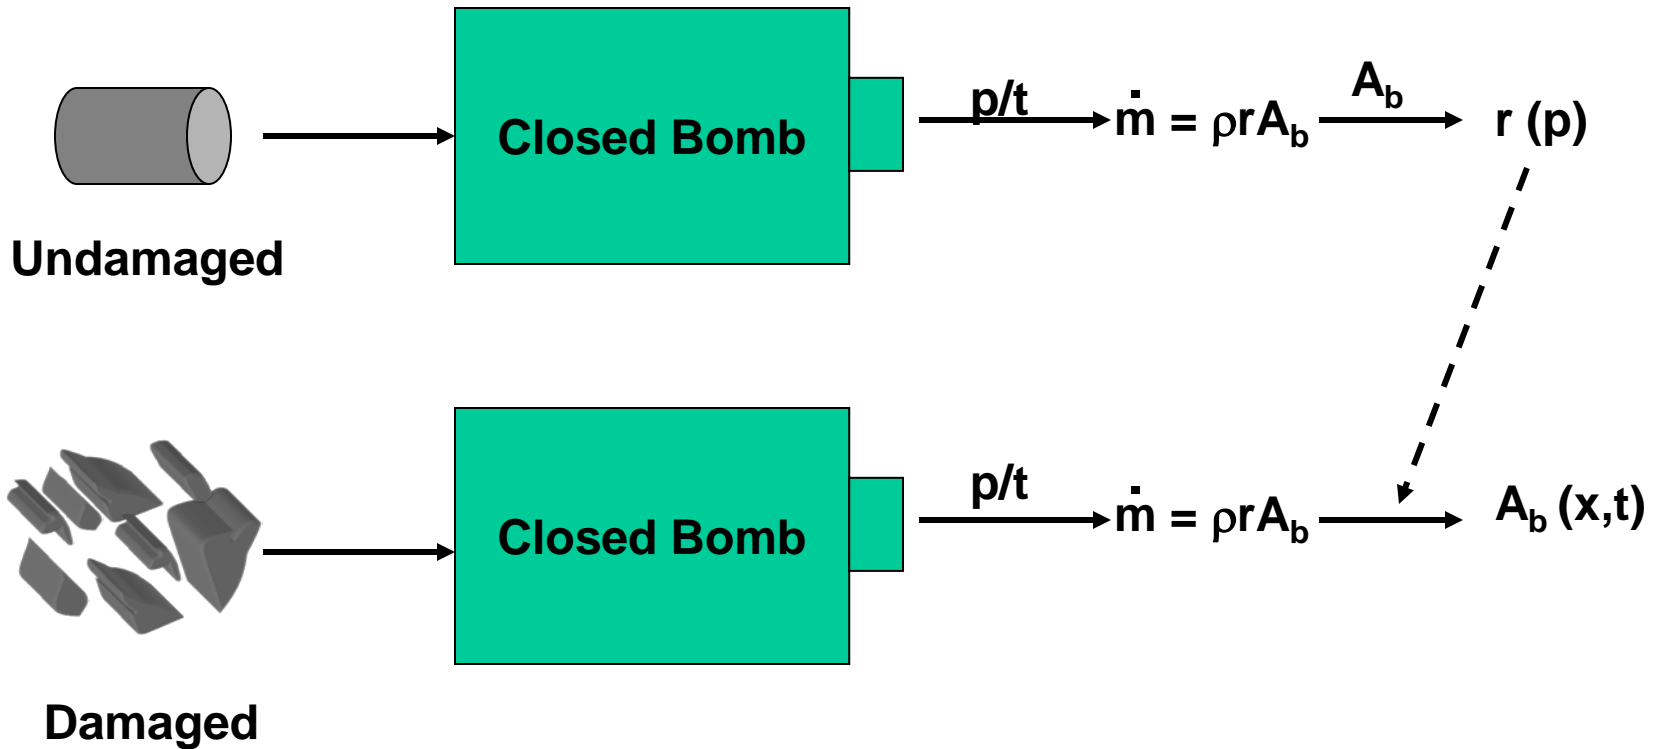 Undamaged
Closed Bomb
p/t
ṁ = ρrA_b
A_b
r (p)
Damaged
Closed Bomb
p/t
ṁ = ρrA_b
A_b (x,t)